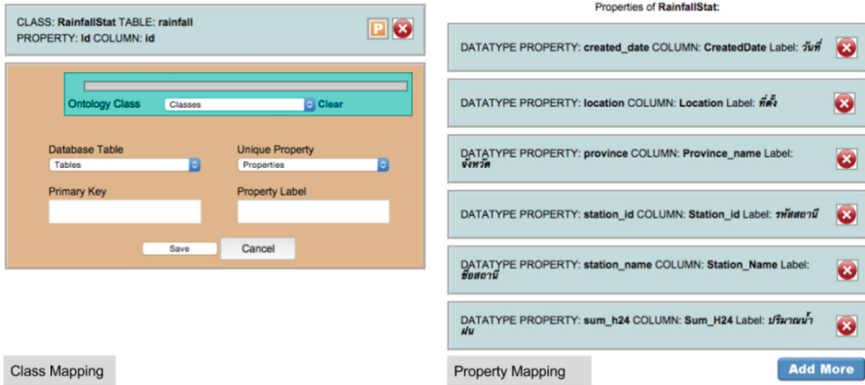 CLASS: RainfallStat TABLE: rainfall
PROPERTY: id COLUMN: id
P
Ontology Class
Classes
Clear
Database Table
Unique Property
Tables
Properties
Primary Key
Property Label
Save
Cancel
Class Mapping
Properties of RainfallStat:
DATATYPE PROPERTY: created_date COLUMN: CreatedDate Label: วันที่
DATATYPE PROPERTY: location COLUMN: Location Label: ที่ตั้ง
DATATYPE PROPERTY: province COLUMN: Province_name Label:
จังหวัด
DATATYPE PROPERTY: station_id COLUMN: Station_id Label: รหัสสถานี
DATATYPE PROPERTY: station_name COLUMN: Station_Name Label:
ชื่อสถานี
DATATYPE PROPERTY: sum_h24 COLUMN: Sum_H24 Label: ปริมาณน้ำ
ฝน
Property Mapping
Add More